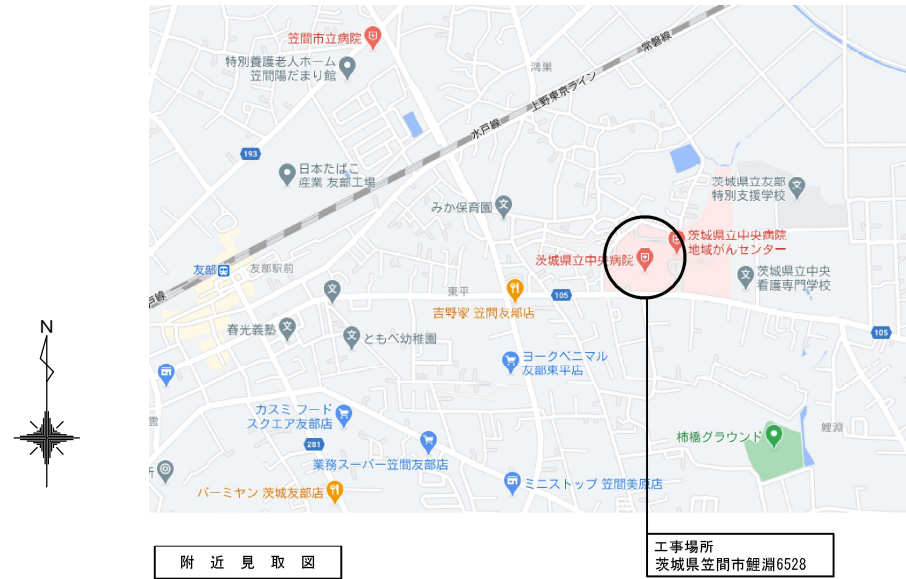 笠間市立病院
特別養護老人ホーム
笠間陽だまり館
鴻巣
常磐線
上野東京ライン
水戸線
193
日本たばこ
産業 友部工場
みか保育園
茨城県立友部
特別支援学校
茨城県立中央病院
地域がんセンター
茨城県立中央病院
友部
友部駅前
茨城県立中央
看護専門学校
東平
105
戸線
吉野家 笠間友部店
105
春光義塾
ともべ幼稚園
ヨークベニマル
友部東平店
N
カスミ フード
スクエア友部店
雲
柿橋グラウンド
鯉淵
281
業務スーパー笠間友部店
所
ミニストップ 笠間美原店
バーミヤン 茨城友部店
附近見取図
工事場所
茨城県笠間市鯉淵6528